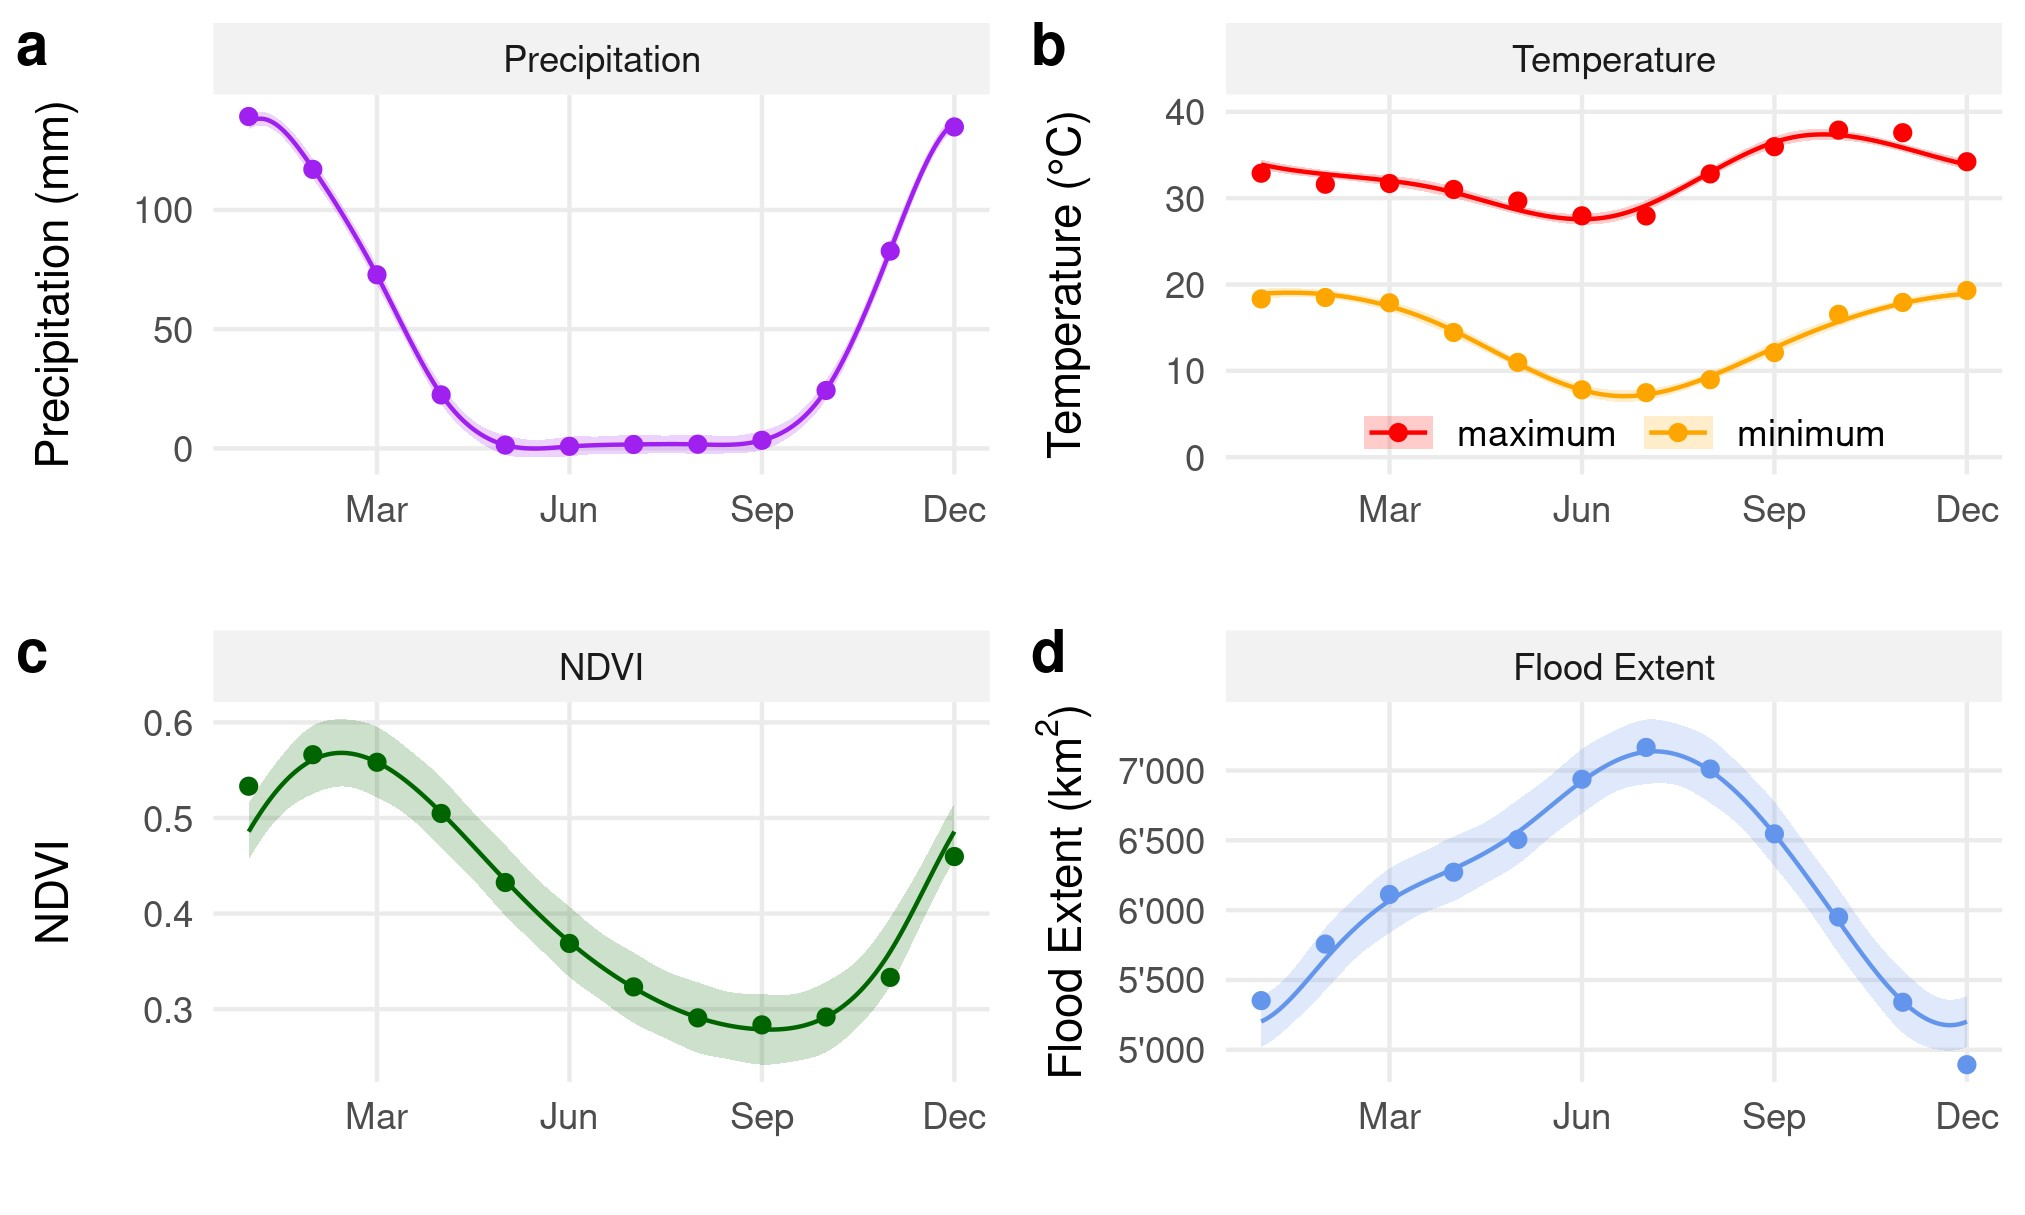 a
Precipitation
Precipitation (mm)
100
50
0
Mar Jun Sep Dec
b
Temperature
Temperature (°C)
40
30
20
10
0
maximum minimum
Mar Jun Sep Dec
c
NDVI
NDVI
0.6
0.5
0.4
0.3
Mar Jun Sep Dec
d
Flood Extent
Flood Extent (km²)
7'000
6'500
6'000
5'500
5'000
Mar Jun Sep Dec